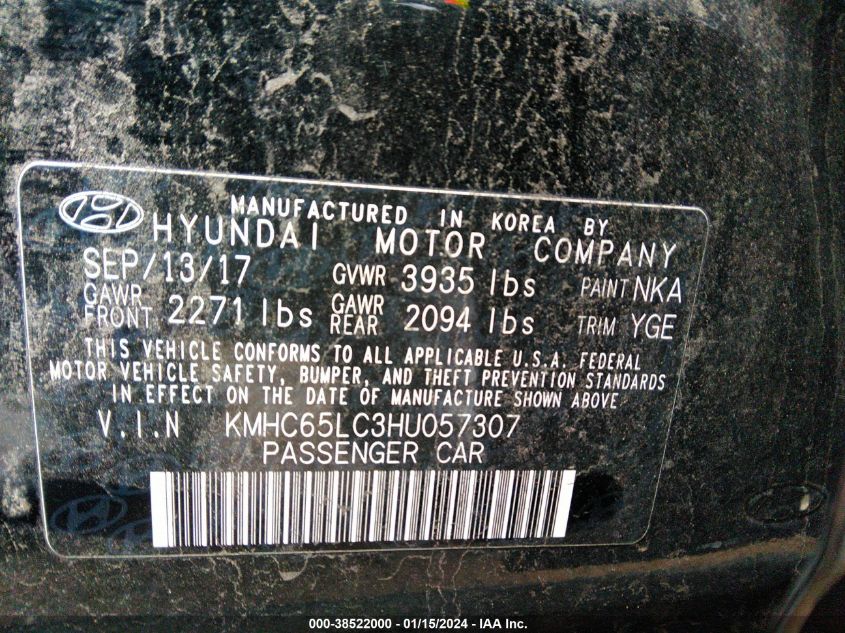 MANUFACTURED IN KOREA BY
HYUNDAI MOTOR COMPANY
SEP/13/17 GVWR 3935 lbs PAINT NKA
GAWR FRONT 2271 lbs GAWR REAR 2094 lbs TRIM YGE
THIS VEHICLE CONFORMS TO ALL APPLICABLE U.S.A. FEDERAL
MOTOR VEHICLE SAFETY, BUMPER, AND THEFT PREVENTION STANDARDS
IN EFFECT ON THE DATE OF MANUFACTURE SHOWN ABOVE
V.I.N KMHC65LC3HU057307
PASSENGER CAR
000-38522000 - 01/15/2024 - IAA Inc.